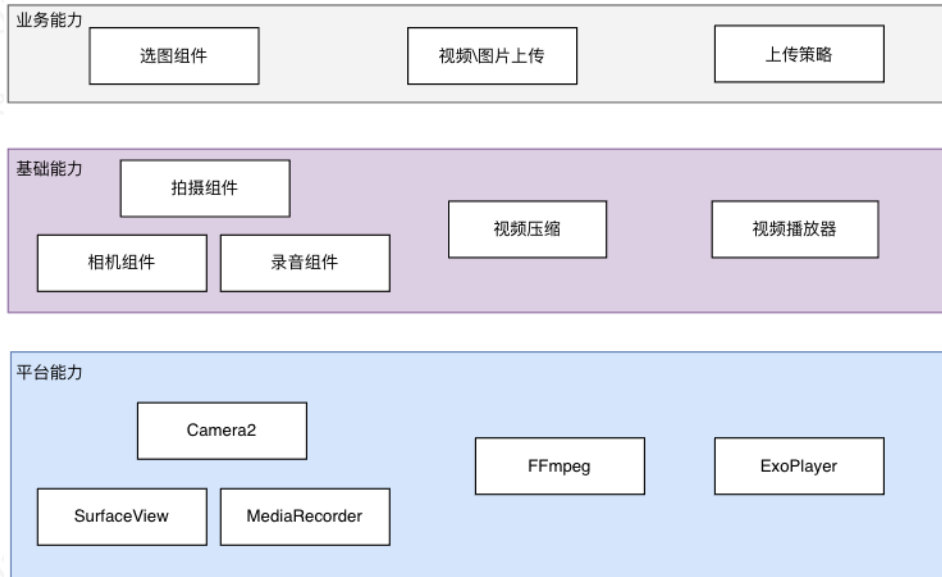 业务能力
选图组件
视频\图片上传
上传策略
基础能力
拍摄组件
相机组件
录音组件
视频压缩
视频播放器
平台能力
Camera2
SurfaceView
MediaRecorder
FFmpeg
ExoPlayer